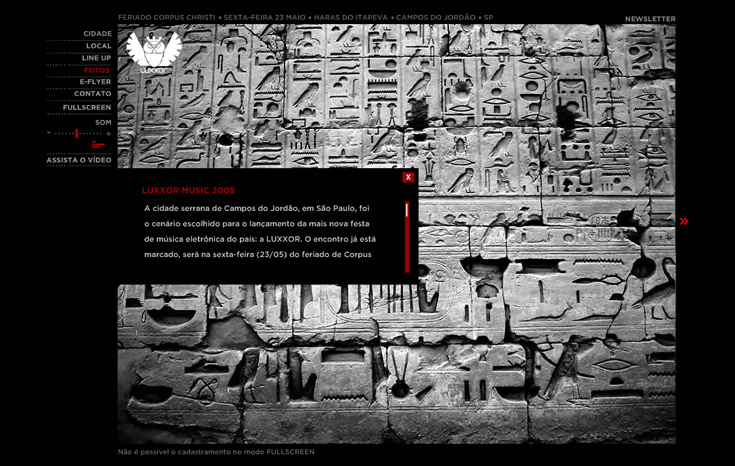 FERIADO CORPUS CHRISTI • SEXTA-FEIRA 23 MAIO • HARAS DO ITAPEVA • CAMPOS DO JORDÃO • SP
NEWSLETTER
CIDADE
LOCAL
LINE UP
FOTOS
E-FLYER
CONTATO
FULLSCREEN
SOM
- +
ASSISTA O VÍDEO
LUXXOR
X
LUXXOR MUSIC 2008
A cidade serrana de Campos do Jordão, em São Paulo, foi
o cenário escolhido para o lançamento da mais nova festa
de música eletrônica do país: a LUXXOR. O encontro já está
marcado, será na sexta-feira (23/05) do feriado de Corpus
»
Não é possível o cadastramento no modo FULLSCREEN